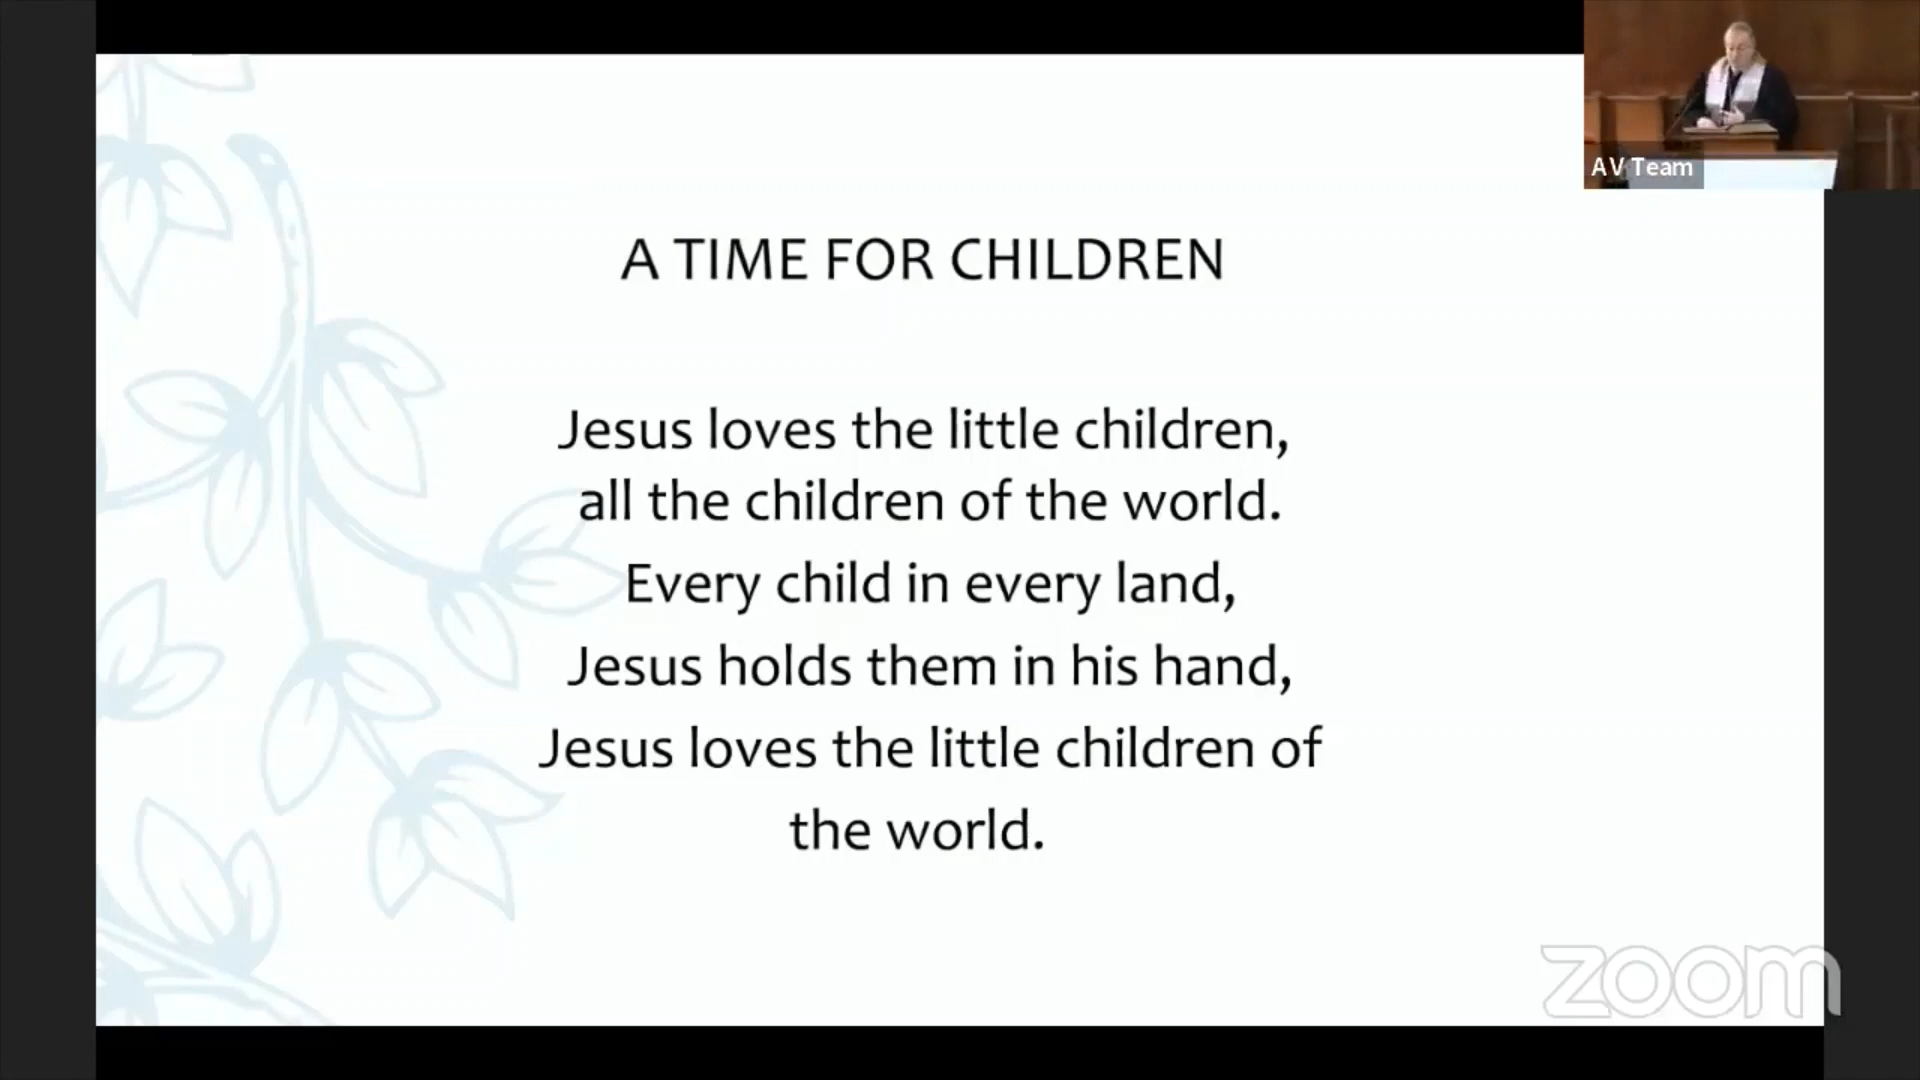 AV Team
A TIME FOR CHILDREN
Jesus loves the little children,
all the children of the world.
Every child in every land,
Jesus holds them in his hand,
Jesus loves the little children of
the world.
zoom